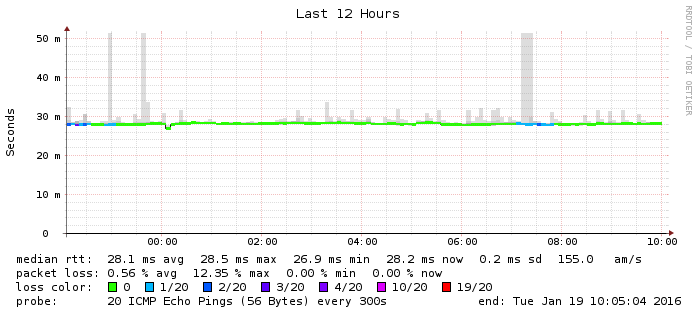 Last 12 Hours
RRDTOOL / TOBI OETIKER
Seconds
50 m
40 m
30 m
20 m
10 m
0
00:00 02:00 04:00 06:00 08:00 10:00
median rtt: 28.1 ms avg 28.5 ms max 26.9 ms min 28.2 ms now 0.2 ms sd 155.0 am/s
packet loss: 0.56 % avg 12.35 % max 0.00 % min 0.00 % now
loss color: 0 1/20 2/20 3/20 4/20 10/20 19/20
probe: 20 ICMP Echo Pings (56 Bytes) every 300s end: Tue Jan 19 10:05:04 2016